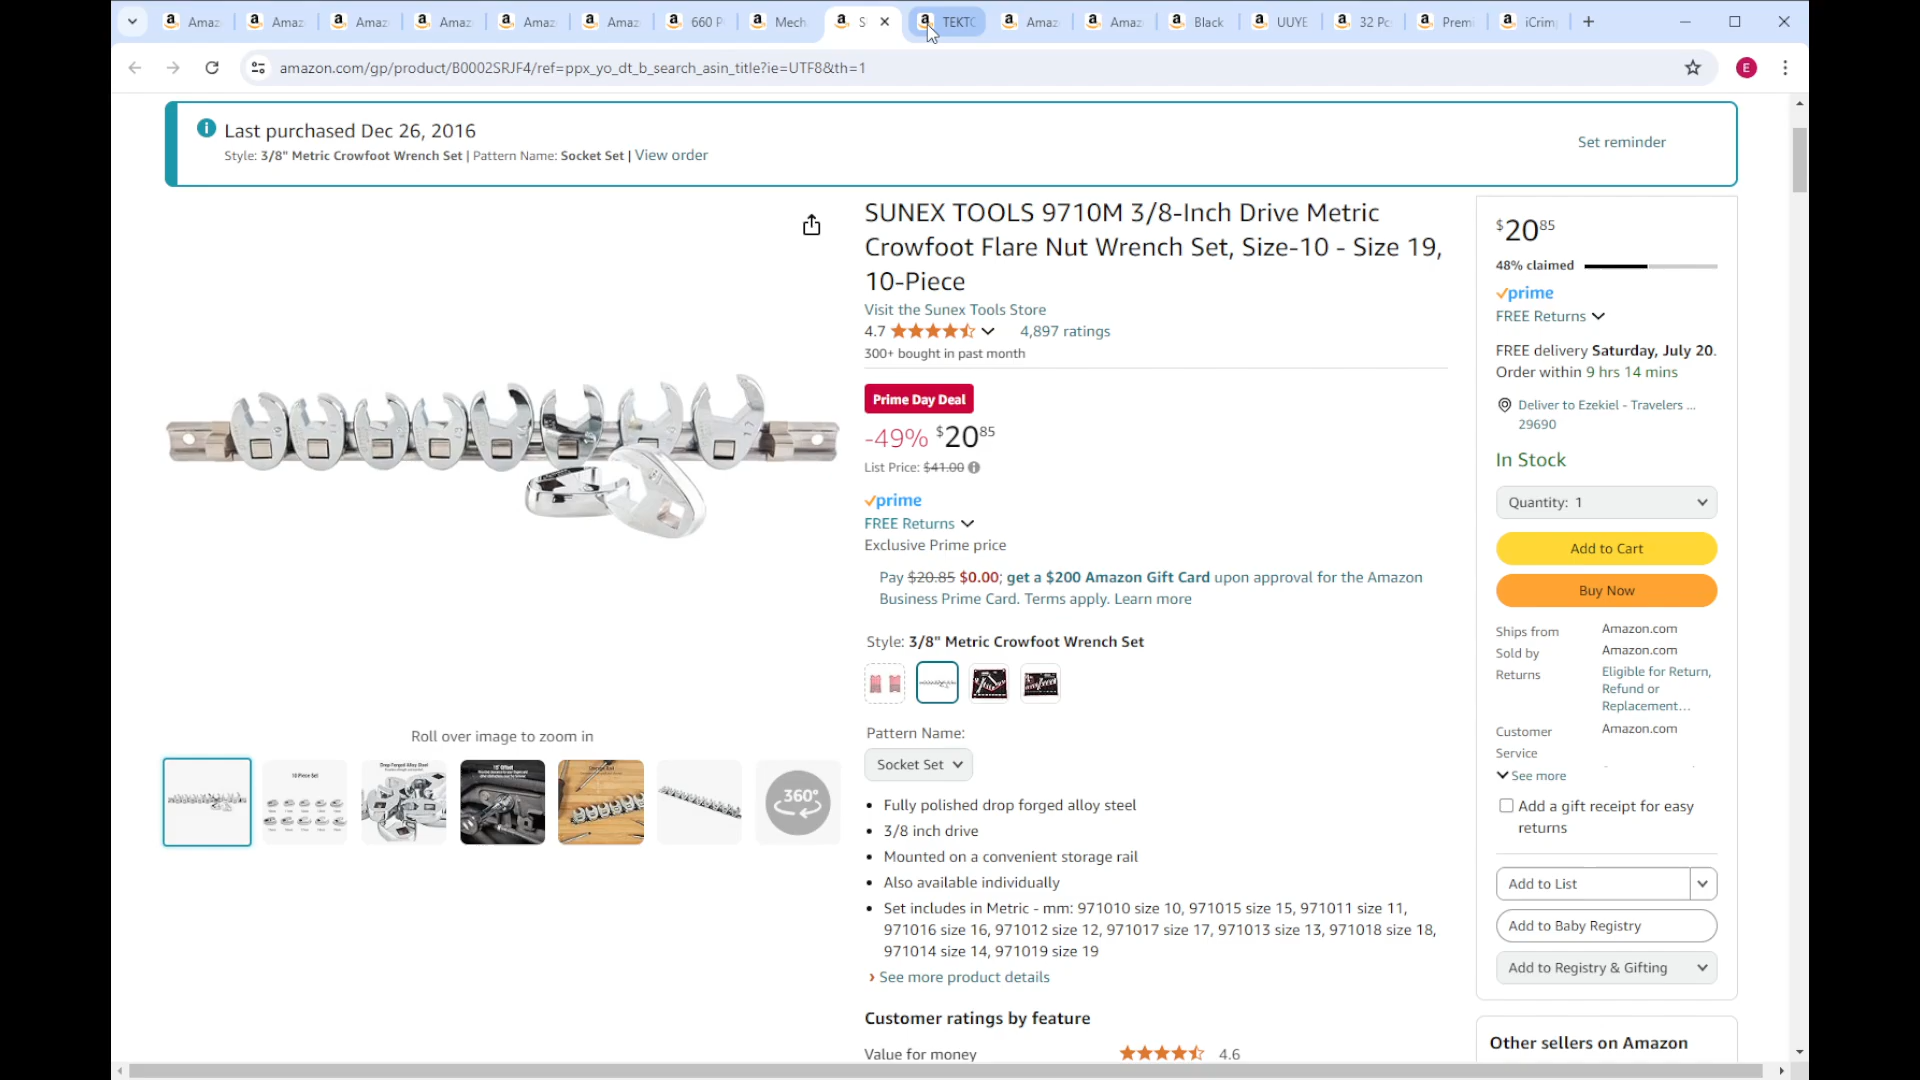 Amaz
Amaz
Amaz
Amaz
Amaz
Amaz
660 P
Mech
S
TEKTO
Amaz
Amaz
Black
UUYE
32 Pc
Premi
iCrimp
amazon.com/gp/product/B0002SRJF4/ref=ppx_yo_dt_b_search_asin_title?ie=UTF8&th=1
E
Last purchased Dec 26, 2016
Style: 3/8" Metric Crowfoot Wrench Set | Pattern Name: Socket Set | View order
Set reminder
SUNEX TOOLS 9710M 3/8-Inch Drive Metric
Crowfoot Flare Nut Wrench Set, Size-10 - Size 19,
10-Piece
Visit the Sunex Tools Store
4.7 4,897 ratings
300+ bought in past month
Prime Day Deal
-49% $20 85
List Price: $41.00
prime
FREE Returns
Exclusive Prime price
Pay $20.85 $0.00; get a $200 Amazon Gift Card upon approval for the Amazon
Business Prime Card. Terms apply. Learn more
Style: 3/8" Metric Crowfoot Wrench Set
Pattern Name:
Socket Set
• Fully polished drop forged alloy steel
• 3/8 inch drive
• Mounted on a convenient storage rail
• Also available individually
• Set includes in Metric - mm: 971010 size 10, 971015 size 15, 971011 size 11,
971016 size 16, 971012 size 12, 971017 size 17, 971013 size 13, 971018 size 18,
971014 size 14, 971019 size 19
› See more product details
Customer ratings by feature
Value for money 4.6
Roll over image to zoom in
10 Piece Set
Drop Forged Alloy Steel
360°
$20 85
48% claimed
prime
FREE Returns
FREE delivery Saturday, July 20.
Order within 9 hrs 14 mins
Deliver to Ezekiel - Travelers ...
29690
In Stock
Quantity: 1
Add to Cart
Buy Now
Ships from Amazon.com
Sold by Amazon.com
Returns Eligible for Return,
Refund or
Replacement...
Customer Amazon.com
Service
See more
Add a gift receipt for easy
returns
Add to List
Add to Baby Registry
Add to Registry & Gifting
Other sellers on Amazon